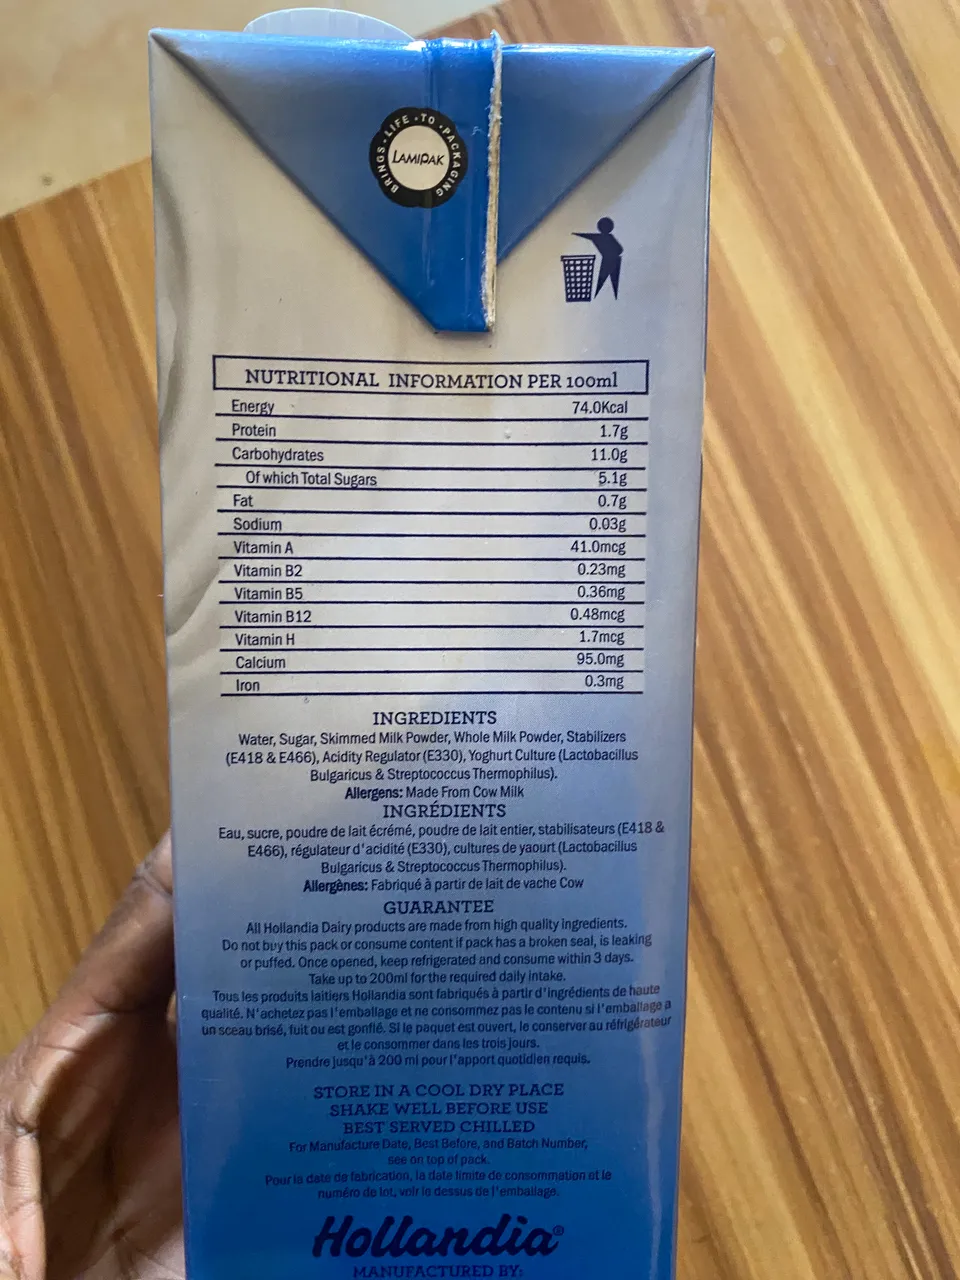 BRINGS • LIFE • TO • PACKAGING
LAMIPAK
NUTRITIONAL INFORMATION PER 100ml
Energy 74.0Kcal
Protein 1.7g
Carbohydrates 11.0g
Of which Total Sugars 5.1g
Fat 0.7g
Sodium 0.03g
Vitamin A 41.0mcg
Vitamin B2 0.23mg
Vitamin B5 0.36mg
Vitamin B12 0.48mcg
Vitamin H 1.7mcg
Calcium 95.0mg
Iron 0.3mg
INGREDIENTS
Water, Sugar, Skimmed Milk Powder, Whole Milk Powder, Stabilizers
(E418 & E466), Acidity Regulator (E330), Yoghurt Culture (Lactobacillus
Bulgaricus & Streptococcus Thermophilus).
Allergens: Made From Cow Milk
INGRÉDIENTS
Eau, sucre, poudre de lait écrémé, poudre de lait entier, stabilisateurs (E418 &
E466), régulateur d'acidité (E330), cultures de yaourt (Lactobacillus
Bulgaricus & Streptococcus Thermophilus).
Allergènes: Fabriqué à partir de lait de vache Cow
GUARANTEE
All Hollandia Dairy products are made from high quality ingredients.
Do not buy this pack or consume content if pack has a broken seal, is leaking
or puffed. Once opened, keep refrigerated and consume within 3 days.
Take up to 200ml for the required daily intake.
Tous les produits laitiers Hollandia sont fabriqués à partir d'ingrédients de haute
qualité. N'achetez pas l'emballage et ne consommez pas le contenu si l'emballage a
un sceau brisé, fuit ou est gonflé. Si le paquet est ouvert, le conserver au réfrigérateur
et le consommer dans les trois jours.
Prendre jusqu'à 200 ml pour l'apport quotidien requis.
STORE IN A COOL DRY PLACE
SHAKE WELL BEFORE USE
BEST SERVED CHILLED
For Manufacture Date, Best Before, and Batch Number,
see on top of pack.
Pour la date de fabrication, la date limite de consommation et le
numéro de lot, voir le dessus de l'emballage.
Hollandia®
MANUFACTURED BY: